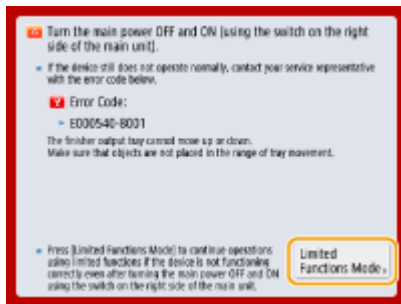 Turn the main power OFF and ON (using the switch on the right
side of the main unit).
If the device still does not operate normally, contact your service representative
with the error code below.
Error Code:
E000540-8001
The finisher output tray cannot move up or down.
Make sure that objects are not placed in the range of tray movement.
Press [Limited Functions Mode] to continue operations
using limited functions if the device is not functioning
correctly even after turning the main power OFF and ON
using the switch on the right side of the main unit.
Limited
Functions Mode